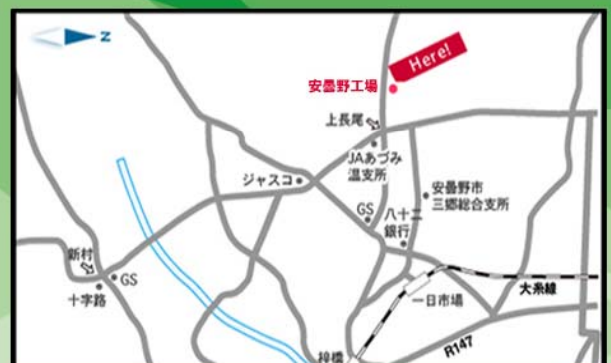 N
Here!
安曇野工場
上長尾
JAあづみ
温支所
ジャスコ
安曇野市
三郷総合支所
GS
八十二
銀行
新村
GS
十字路
一日市場
大糸線
R147
梓橋